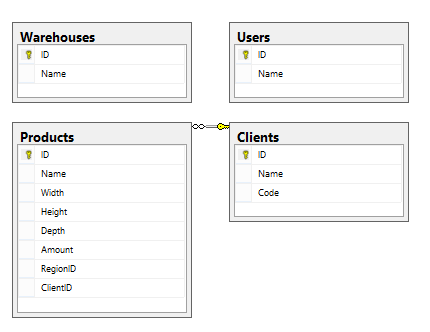 Warehouses
ID
Name
Users
ID
Name
Products
ID
Name
Width
Height
Depth
Amount
RegionID
ClientID
Clients
ID
Name
Code